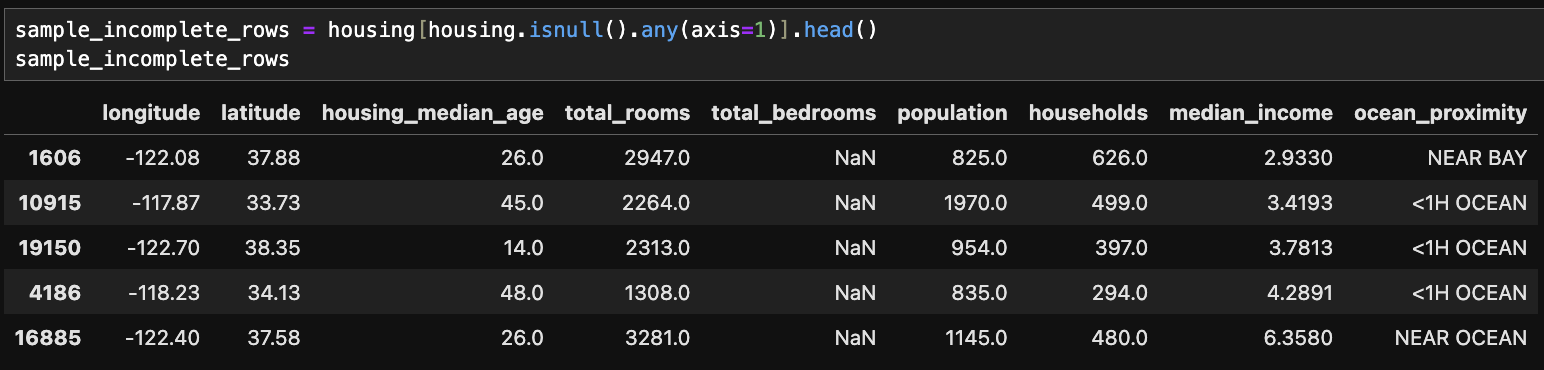 sample_incomplete_rows = housing[housing.isnull().any(axis=1)].head()
sample_incomplete_rows
longitude latitude housing_median_age total_rooms total_bedrooms population households median_income ocean_proximity
1606 -122.08 37.88 26.0 2947.0 NaN 825.0 626.0 2.9330 NEAR BAY
10915 -117.87 33.73 45.0 2264.0 NaN 1970.0 499.0 3.4193 <1H OCEAN
19150 -122.70 38.35 14.0 2313.0 NaN 954.0 397.0 3.7813 <1H OCEAN
4186 -118.23 34.13 48.0 1308.0 NaN 835.0 294.0 4.2891 <1H OCEAN
16885 -122.40 37.58 26.0 3281.0 NaN 1145.0 480.0 6.3580 NEAR OCEAN